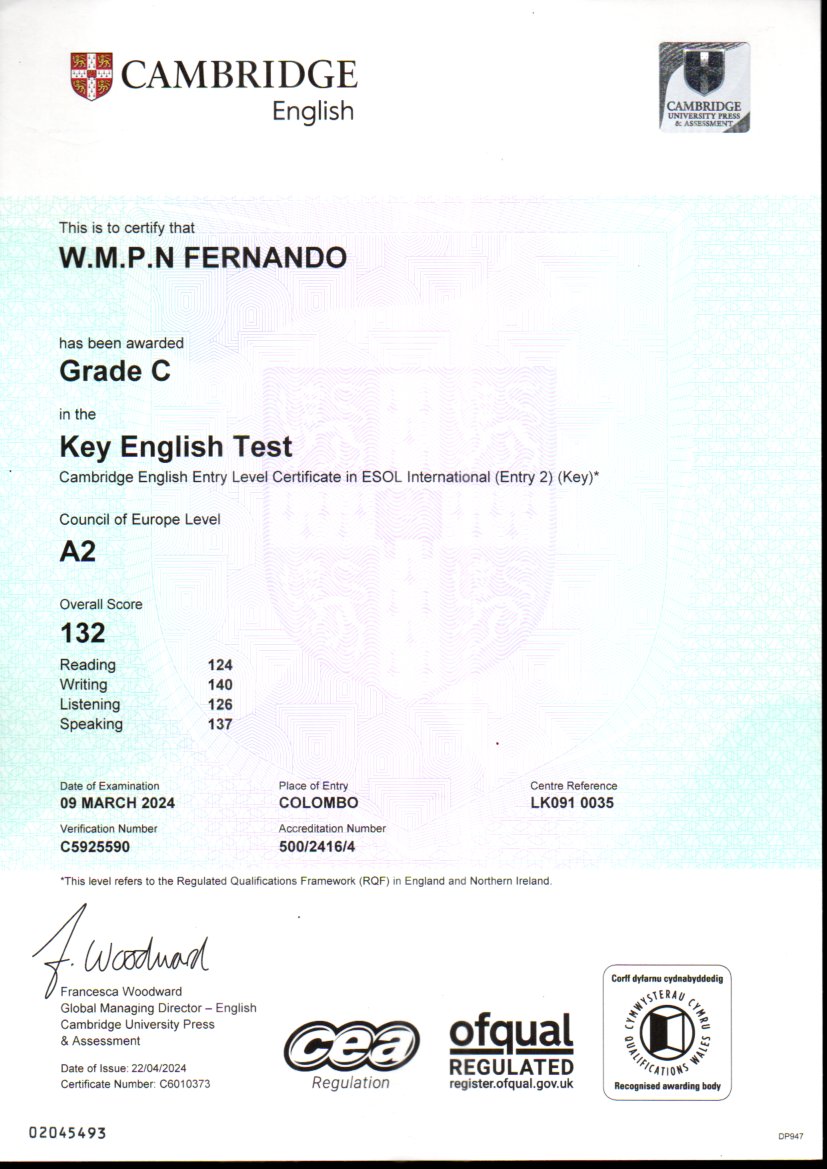 CAMBRIDGE
English
CAMBRIDGE
UNIVERSITY PRESS
& ASSESSMENT
This is to certify that
W.M.P.N FERNANDO
has been awarded
Grade C
in the
Key English Test
Cambridge English Entry Level Certificate in ESOL International (Entry 2) (Key)*
Council of Europe Level
A2
Overall Score
132
Reading 124
Writing 140
Listening 126
Speaking 137
Date of Examination Place of Entry Centre Reference
09 MARCH 2024 COLOMBO LK091 0035
Verification Number Accreditation Number
C5925590 500/2416/4
*This level refers to the Regulated Qualifications Framework (RQF) in England and Northern Ireland.
F. Woodward
Francesca Woodward
Global Managing Director – English
Cambridge University Press
& Assessment
Date of Issue: 22/04/2024
Certificate Number: C6010373
cea
Regulation
ofqual
REGULATED
register.ofqual.gov.uk
Corff dyfarnu cydnabyddedig
CYMWYSTERAU CYMRU
QUALIFICATIONS WALES
Recognised awarding body
02045493
DP947